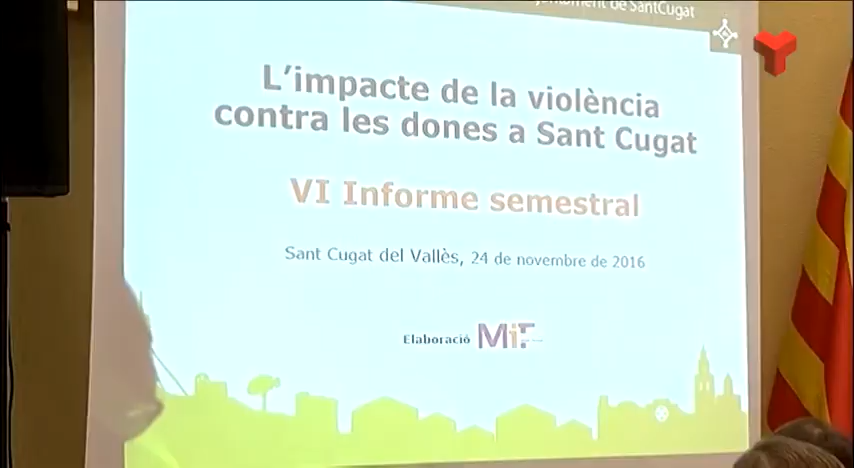 de SantCugat
L'impacte de la violència
contra les dones a Sant Cugat
VI Informe semestral
Sant Cugat del Vallès, 24 de novembre de 2016
Elaboració MiF